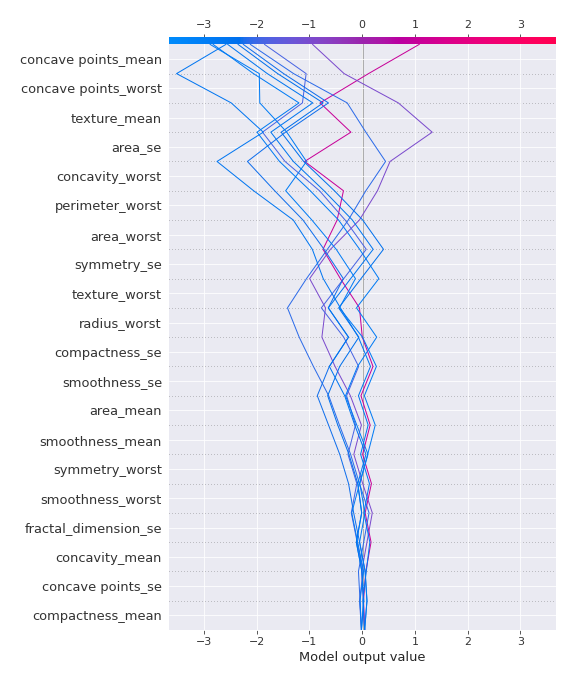 −3 −2 −1 0 1 2 3
concave points_mean
concave points_worst
texture_mean
area_se
concavity_worst
perimeter_worst
area_worst
symmetry_se
texture_worst
radius_worst
compactness_se
smoothness_se
area_mean
smoothness_mean
symmetry_worst
smoothness_worst
fractal_dimension_se
concavity_mean
concave points_se
compactness_mean
−3 −2 −1 0 1 2 3
Model output value